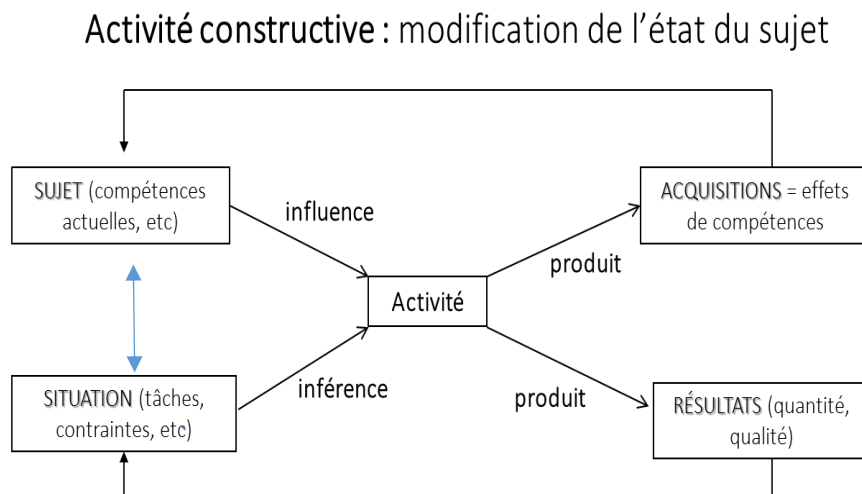 Activité constructive : modification de l'état du sujet
SUJET (compétences
actuelles, etc)
influence
ACQUISITIONS = effets
de compétences
produit
Activité
SITUATION (tâches,
contraintes, etc)
inférence
produit
RÉSULTATS (quantité,
qualité)